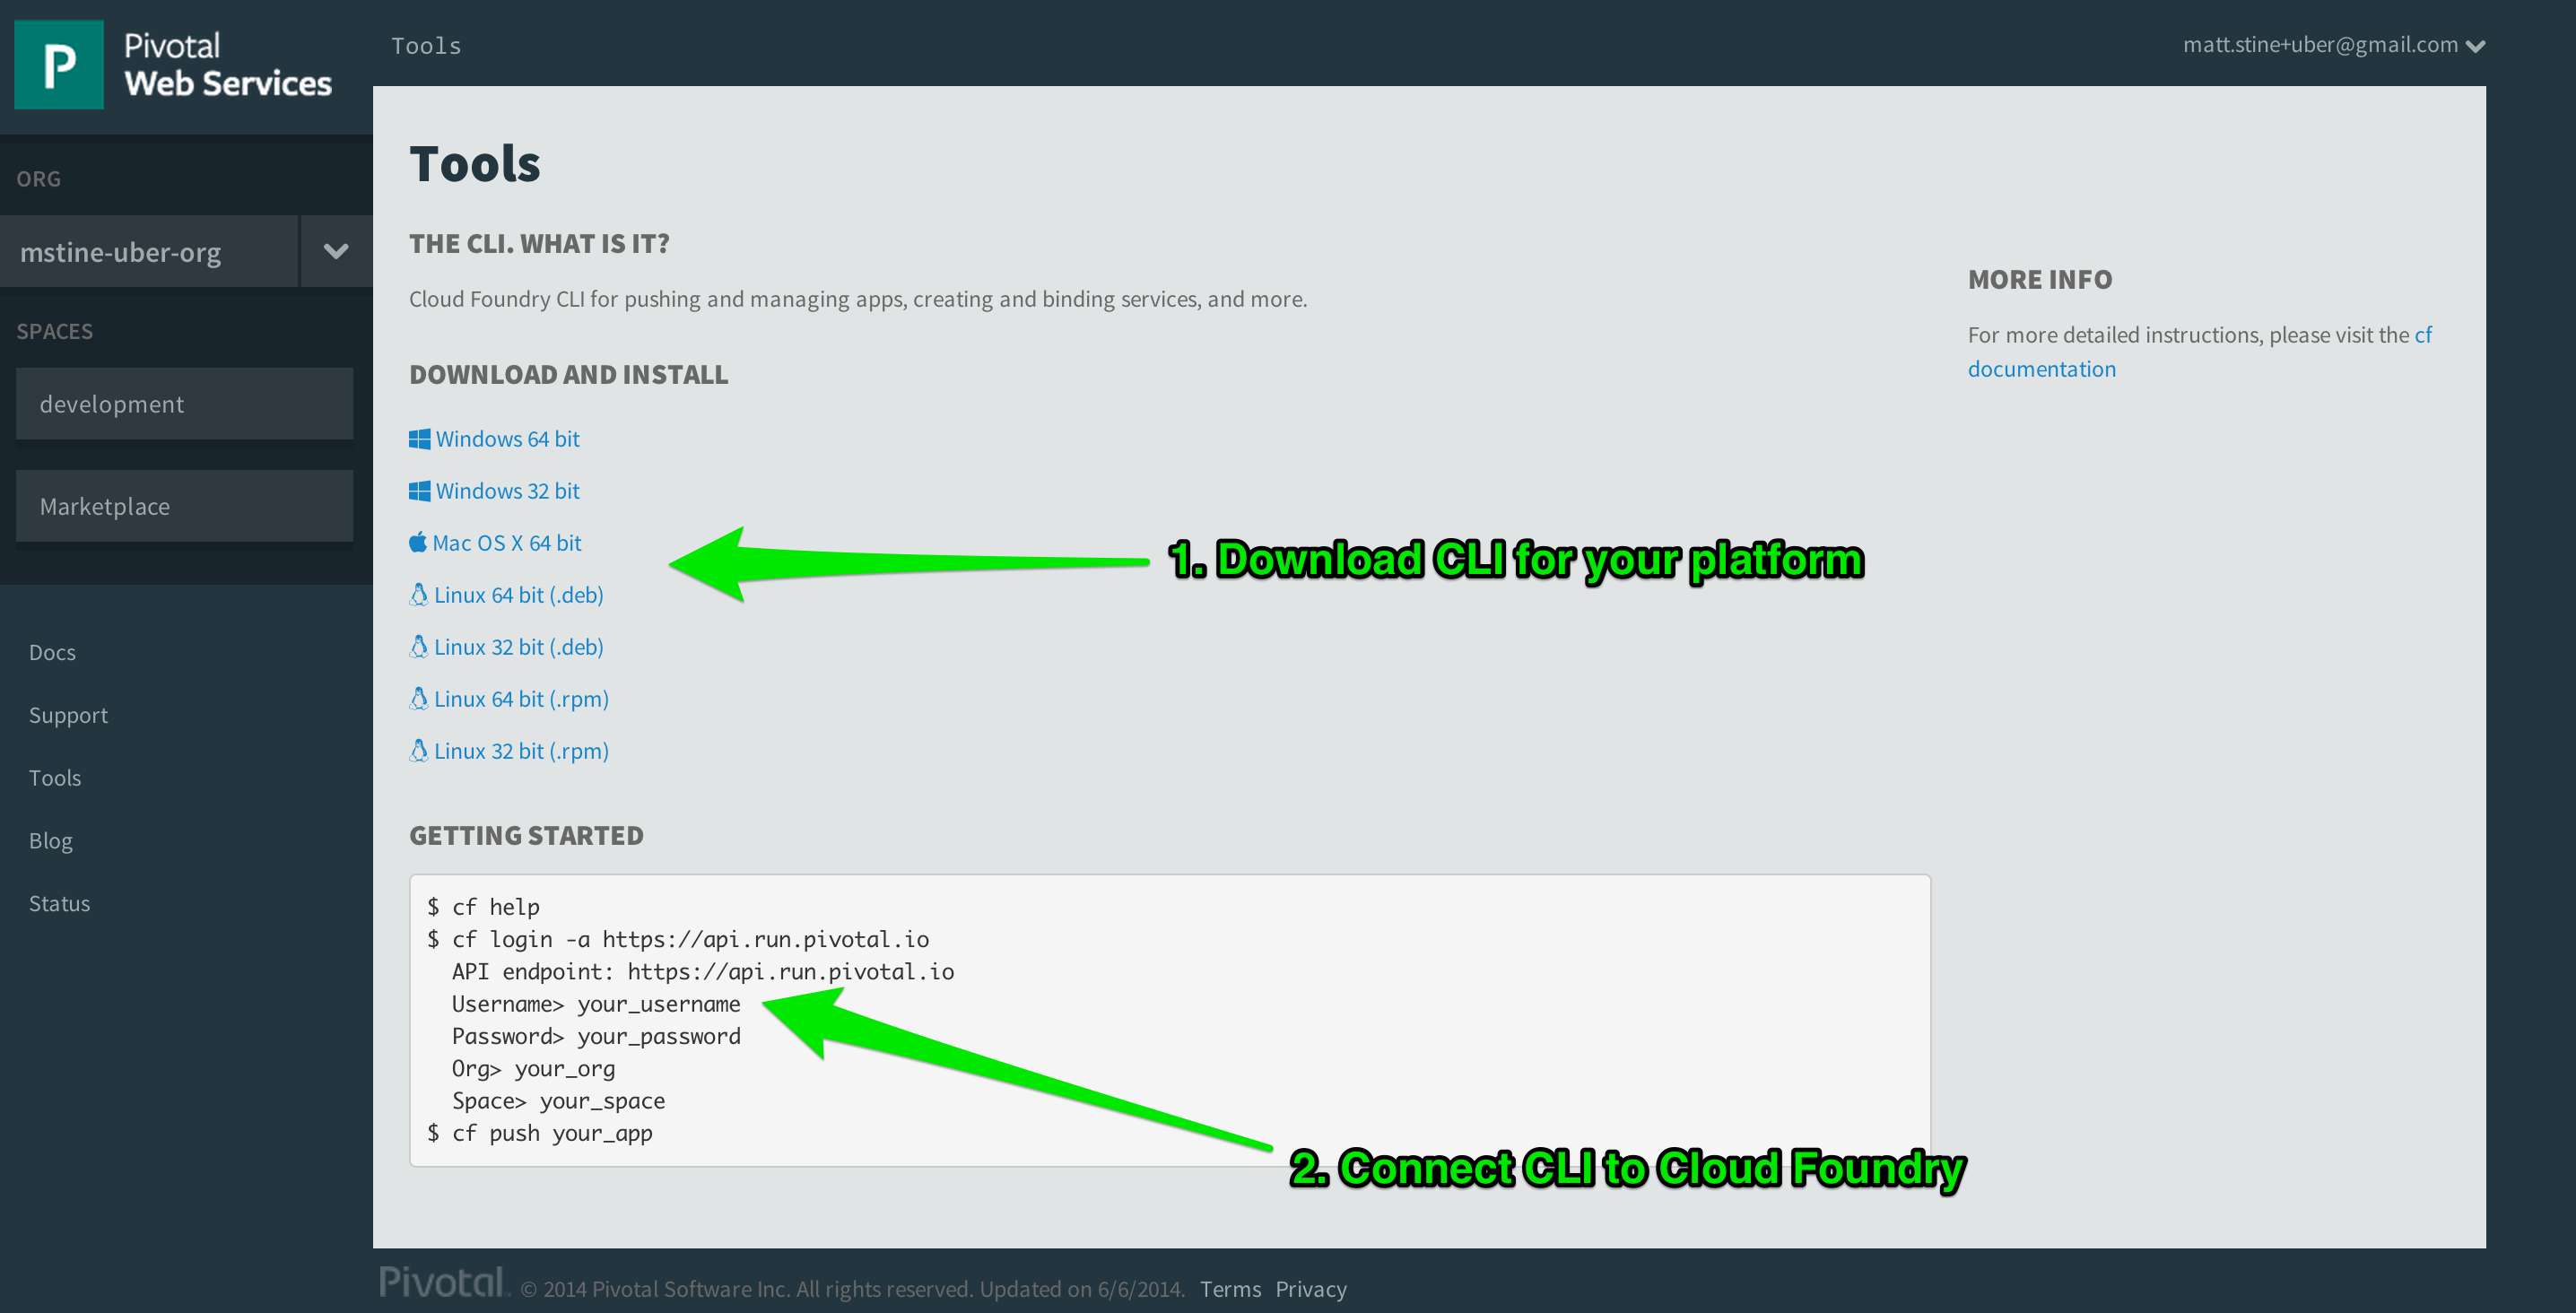 Pivotal
Web Services
Tools
matt.stine+uber@gmail.com
ORG
mstine-uber-org
SPACES
development
Marketplace
Docs
Support
Tools
Blog
Status
Tools
THE CLI. WHAT IS IT?
Cloud Foundry CLI for pushing and managing apps, creating and binding services, and more.
DOWNLOAD AND INSTALL
Windows 64 bit
Windows 32 bit
Mac OS X 64 bit
Linux 64 bit (.deb)
Linux 32 bit (.deb)
Linux 64 bit (.rpm)
Linux 32 bit (.rpm)
1. Download CLI for your platform
MORE INFO
For more detailed instructions, please visit the cf
documentation
GETTING STARTED
$ cf help
$ cf login -a https://api.run.pivotal.io
API endpoint: https://api.run.pivotal.io
Username> your_username
Password> your_password
Org> your_org
Space> your_space
$ cf push your_app
2. Connect CLI to Cloud Foundry
Pivotal © 2014 Pivotal Software Inc. All rights reserved. Updated on 6/6/2014. Terms Privacy